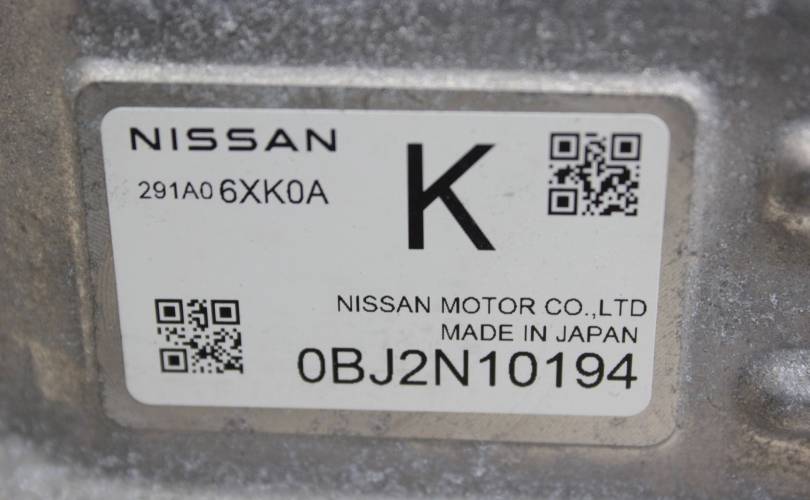 NISSAN
291A0 6XK0A
K
NISSAN MOTOR CO.,LTD
MADE IN JAPAN
0BJ2N10194